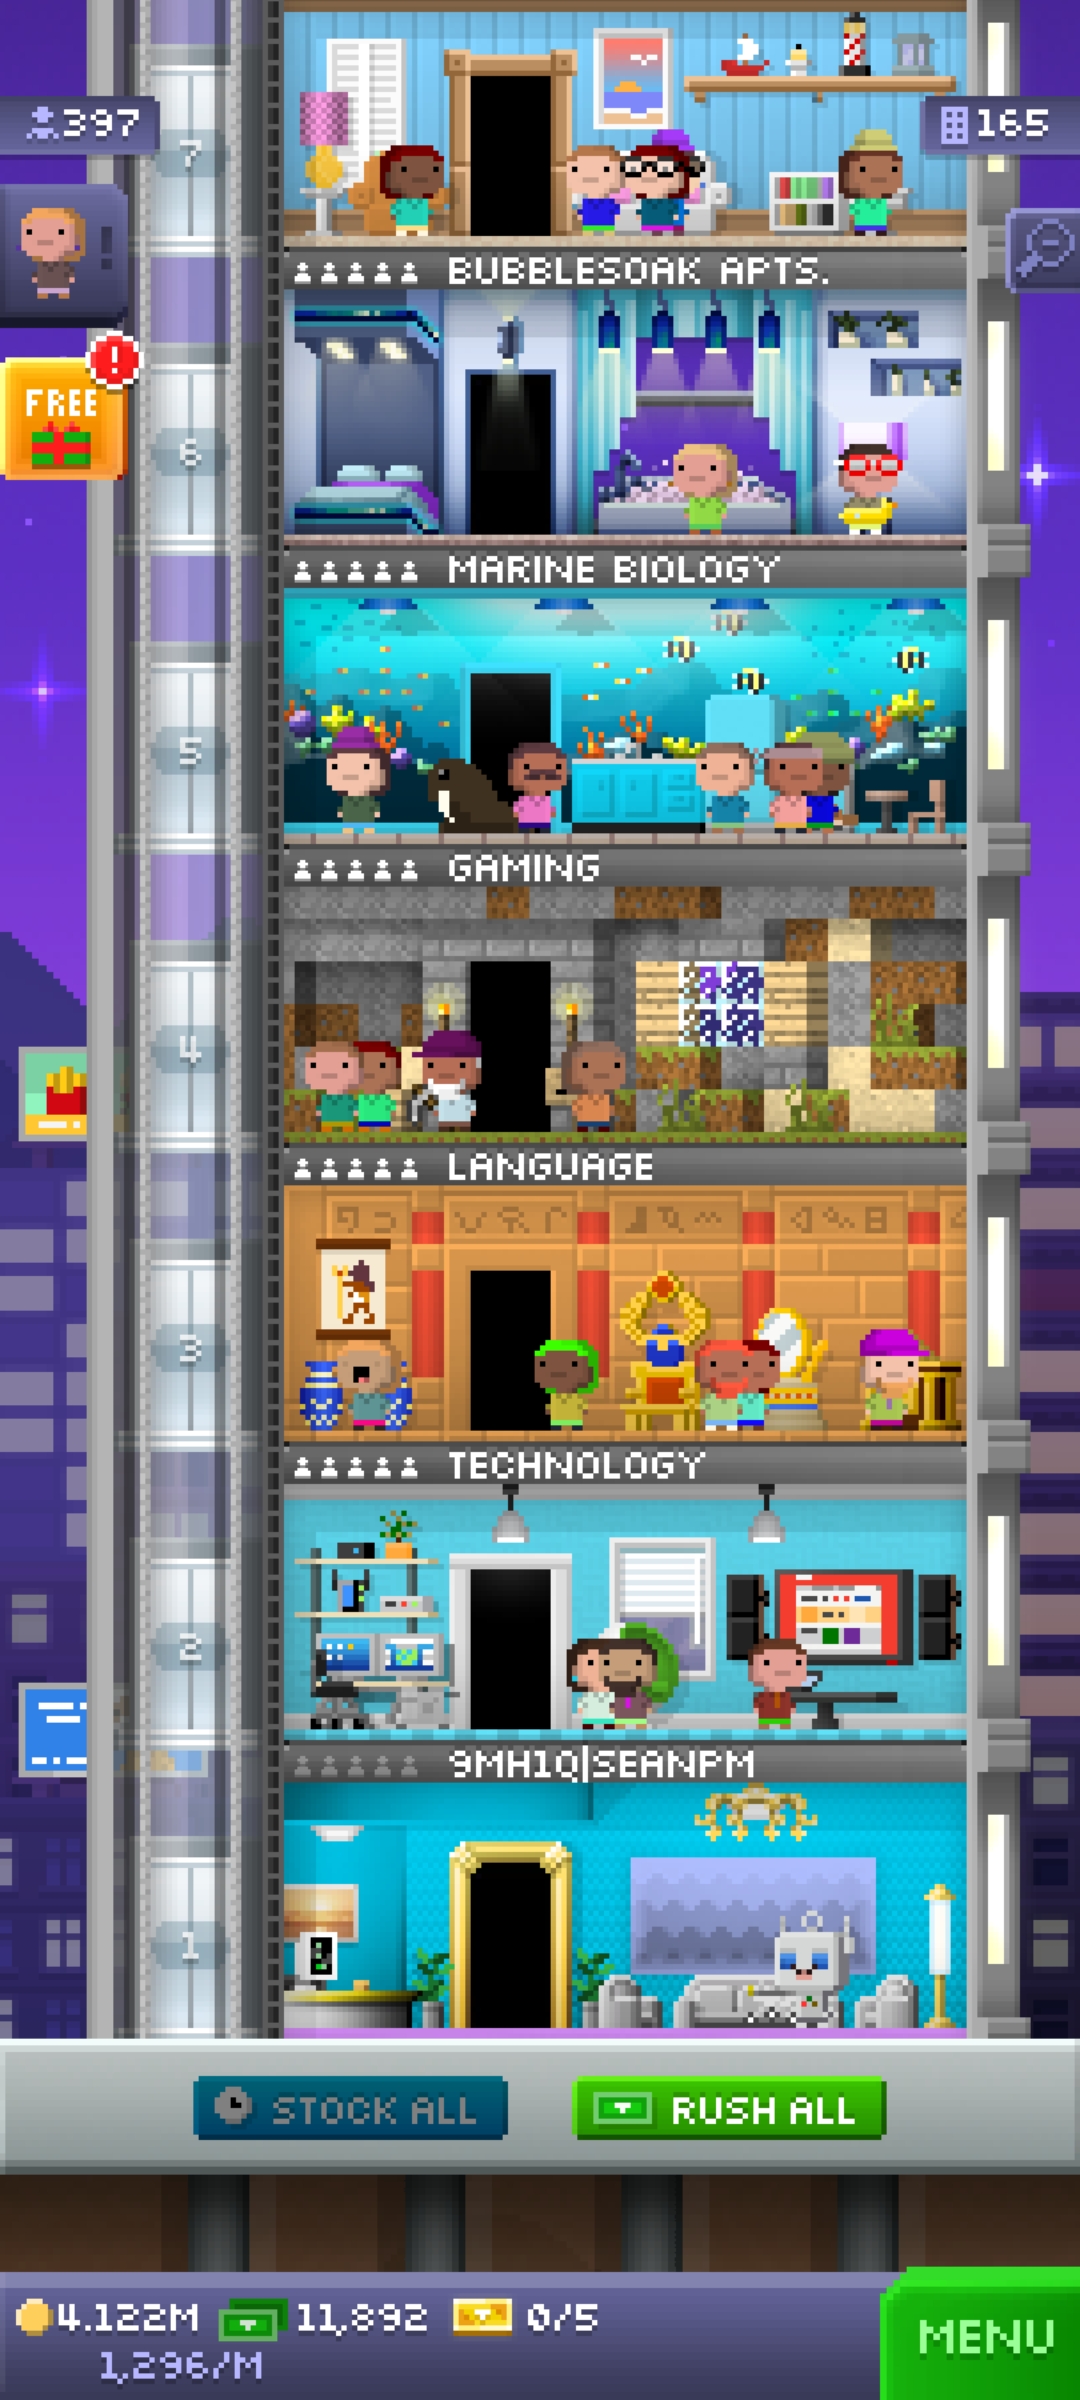 397
165
7
BUBBLESOAK APTS.
FREE
!
6
MARINE BIOLOGY
5
GAMING
4
LANGUAGE
3
TECHNOLOGY
2
9MH1Q|SEANPM
1
STOCK ALL
RUSH ALL
4.122M
11,892
0/5
1,296/M
MENU